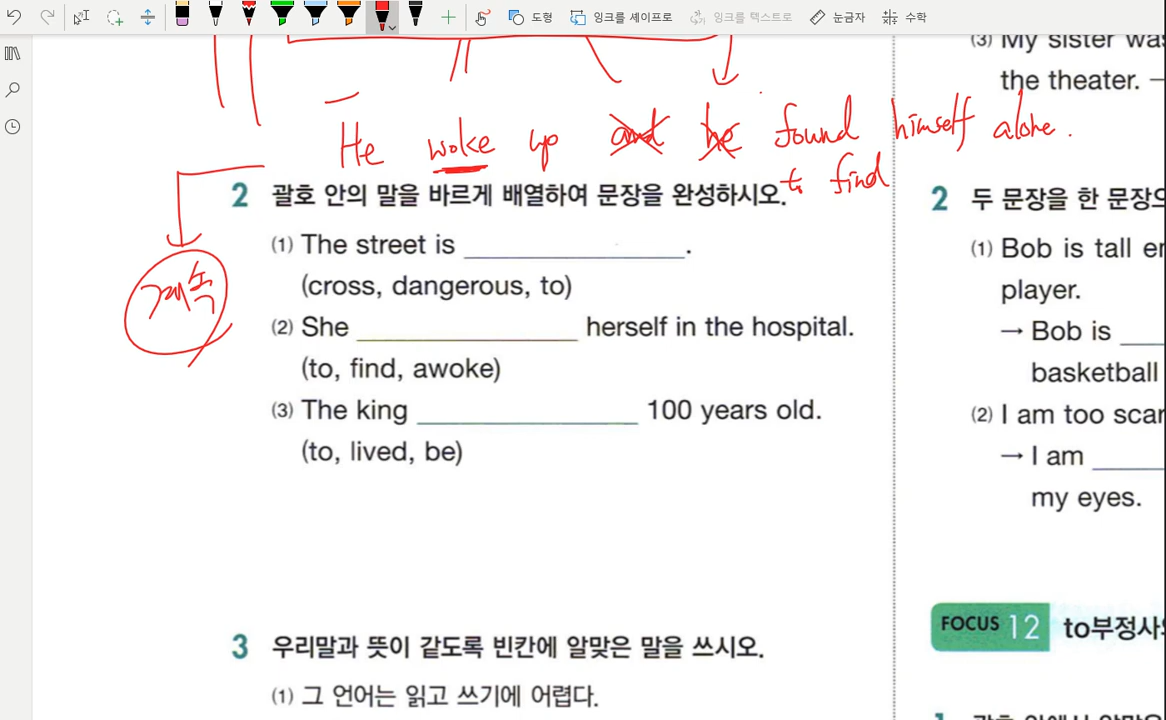 도형 잉크를 셰이프로 잉크를 텍스트로 눈금자 수학
(3) My sister was
the theater. –
He woke up and he found himself alone.
to find
2 괄호 안의 말을 바르게 배열하여 문장을 완성하시오.
(1) The street is ______.
(cross, dangerous, to)
(2) She ______ herself in the hospital.
(to, find, awoke)
(3) The king ______ 100 years old.
(to, lived, be)
계속
3 우리말과 뜻이 같도록 빈칸에 알맞은 말을 쓰시오.
(1) 그 언어는 읽고 쓰기에 어렵다.
2 두 문장을 한 문장으
(1) Bob is tall en
player.
→ Bob is ___
basketball
(2) I am too scar
→ I am ___
my eyes.
FOCUS 12 to부정사의